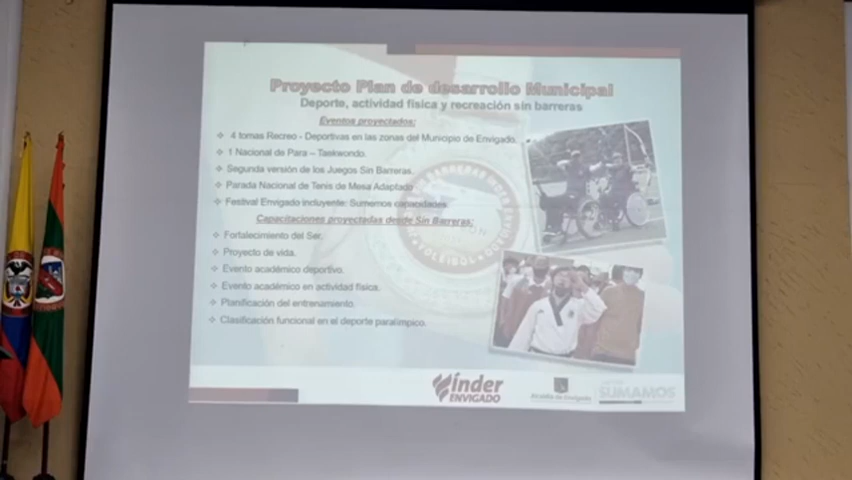 Proyecto Plan de desarrollo Municipal
Deporte, actividad física y recreación sin barreras
Eventos proyectados:
4 tomas Recreo - Deportivas en las zonas del Municipio de Envigado.
1 Nacional de Para – Taekwondo.
Segunda versión de los Juegos Sin Barreras.
Parada Nacional de Tenis de Mesa Adaptado
Festival Envigado incluyente: Sumemos capacidades.
Capacitaciones proyectadas desde Sin Barreras:
Fortalecimiento del Ser.
Proyecto de vida.
Evento académico deportivo.
Evento académico en actividad física.
Planificación del entrenamiento.
Clasificación funcional en el deporte paralímpico.
VOLEIBOL
índer
ENVIGADO
Alcaldía de Envigado
SUMAMOS